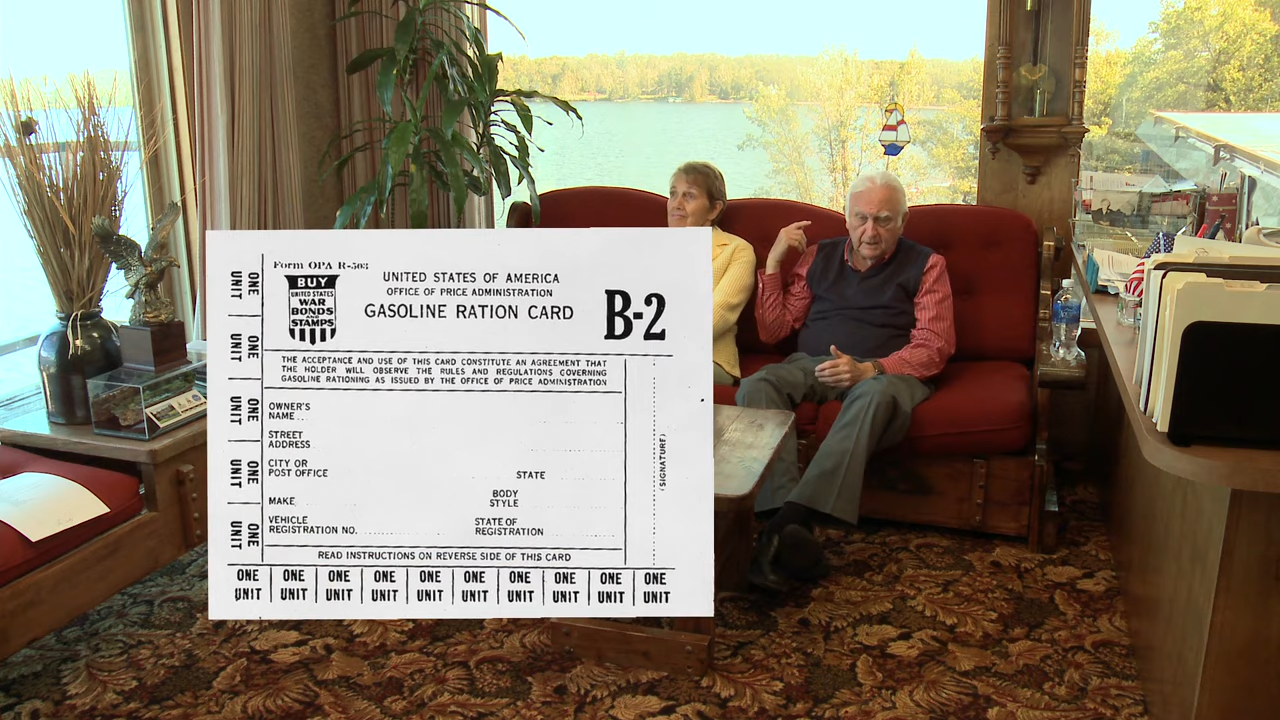 Form OPA R-503
BUY
UNITED STATES
WAR
BONDS
AND
STAMPS
UNITED STATES OF AMERICA
OFFICE OF PRICE ADMINISTRATION
GASOLINE RATION CARD
B-2
THE ACCEPTANCE AND USE OF THIS CARD CONSTITUTE AN AGREEMENT THAT
THE HOLDER WILL OBSERVE THE RULES AND REGULATIONS GOVERNING
GASOLINE RATIONING AS ISSUED BY THE OFFICE OF PRICE ADMINISTRATION
OWNER'S
NAME
STREET
ADDRESS
CITY OR
POST OFFICE
STATE
MAKE
BODY
STYLE
VEHICLE
REGISTRATION NO.
STATE OF
REGISTRATION
(SIGNATURE)
READ INSTRUCTIONS ON REVERSE SIDE OF THIS CARD
ONE
UNIT
ONE
UNIT
ONE
UNIT
ONE
UNIT
ONE
UNIT
ONE
UNIT
ONE
UNIT
ONE
UNIT
ONE
UNIT
ONE
UNIT
ONE
UNIT
ONE
UNIT
ONE
UNIT
ONE
UNIT
ONE
UNIT